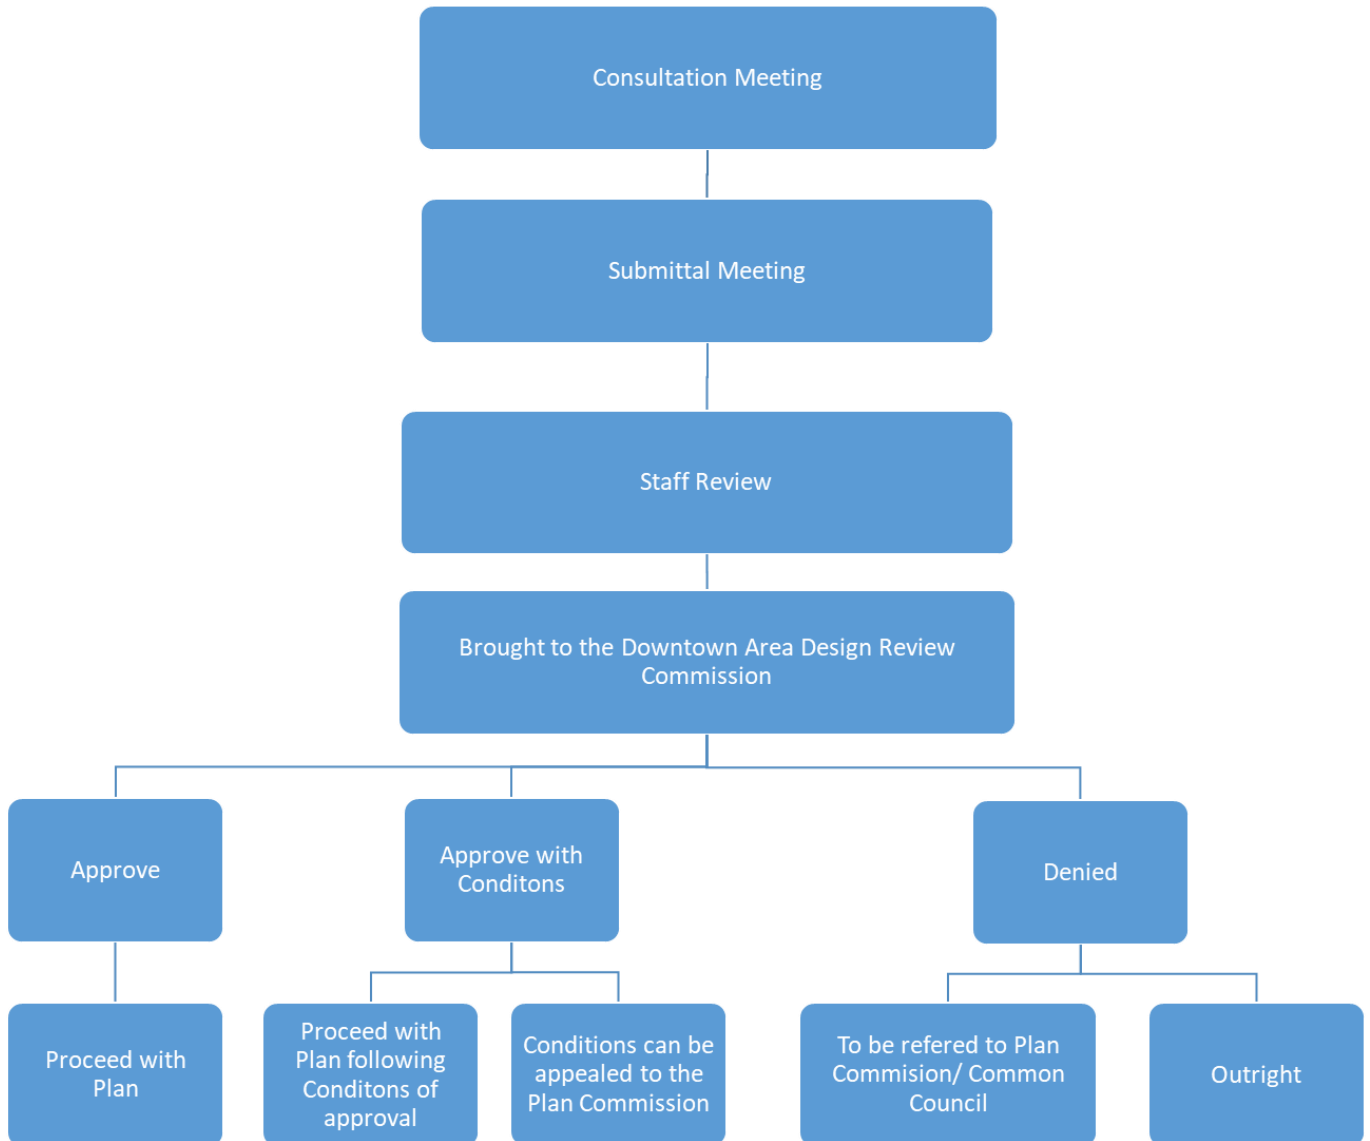 Consultation Meeting
Submittal Meeting
Staff Review
Brought to the Downtown Area Design Review
Commission
Approve
Approve with
Conditons
Denied
Proceed with
Plan
Proceed with
Plan following
Conditons of
approval
Conditions can be
appealed to the
Plan Commission
To be refered to Plan
Commision/ Common
Council
Outright